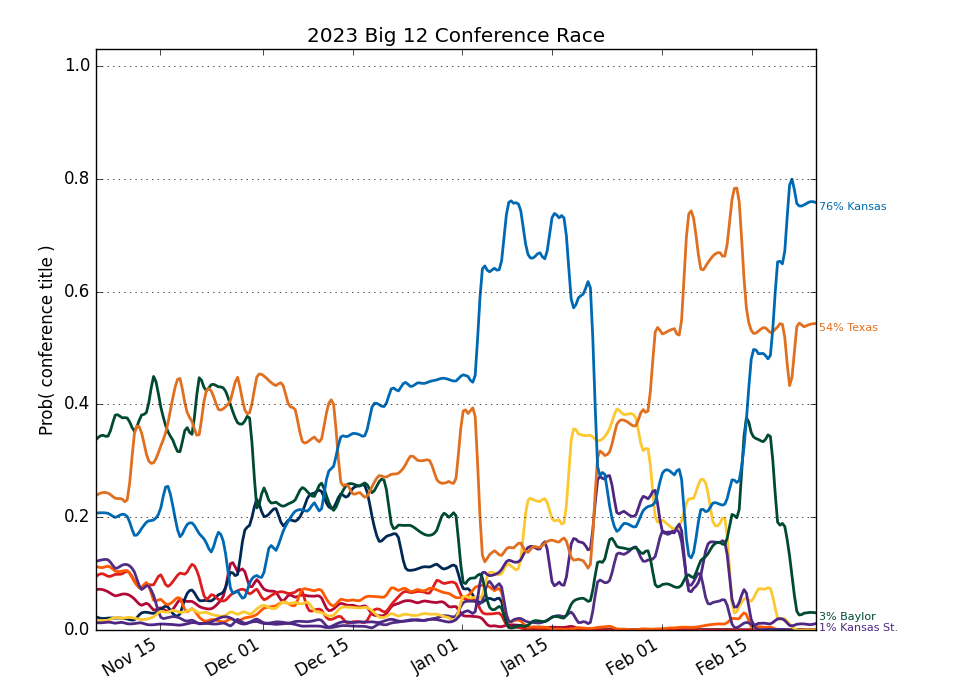 2023 Big 12 Conference Race
Prob( conference title )
1.0
0.8
0.6
0.4
0.2
0.0
76% Kansas
54% Texas
3% Baylor
1% Kansas St.
Nov 15
Dec 01
Dec 15
Jan 01
Jan 15
Feb 01
Feb 15